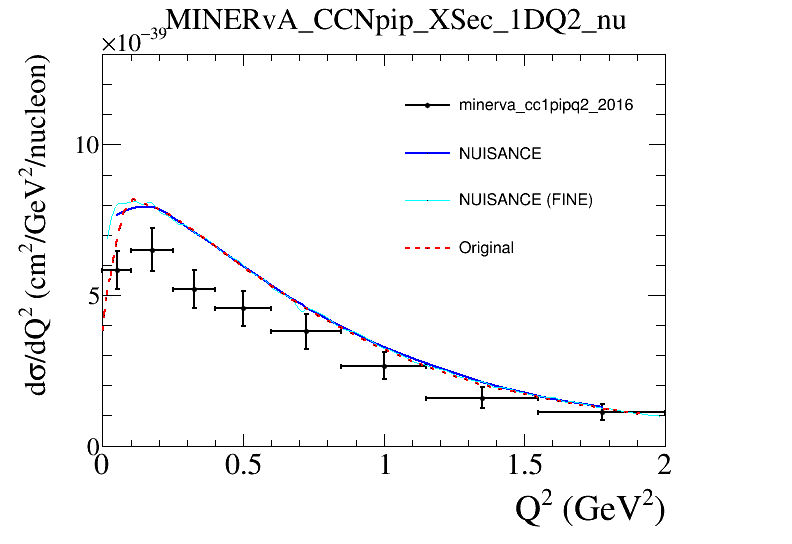 MINERvA_CCNpip_XSec_1DQ2_nu
×10⁻³⁹
dσ/dQ² (cm²/GeV²/nucleon)
10
5
0
minerva_cc1pipq2_2016
NUISANCE
NUISANCE (FINE)
Original
0 0.5 1 1.5 2
Q² (GeV²)